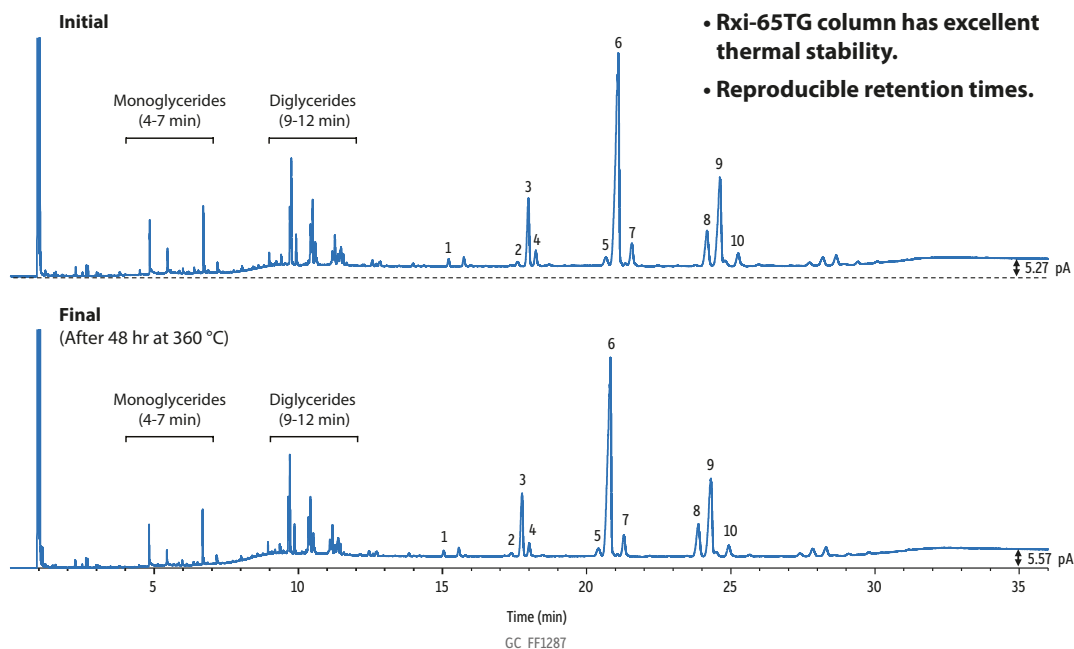 Initial
• Rxi-65TG column has excellent
thermal stability.
• Reproducible retention times.
Monoglycerides
(4-7 min)
Diglycerides
(9-12 min)
1
2
3
4
5
6
7
8
9
10
5.27 pA
Final
(After 48 hr at 360 °C)
Monoglycerides
(4-7 min)
Diglycerides
(9-12 min)
1
2
3
4
5
6
7
8
9
10
5.57 pA
5 10 15 20 25 30 35
Time (min)
GC_FF1287